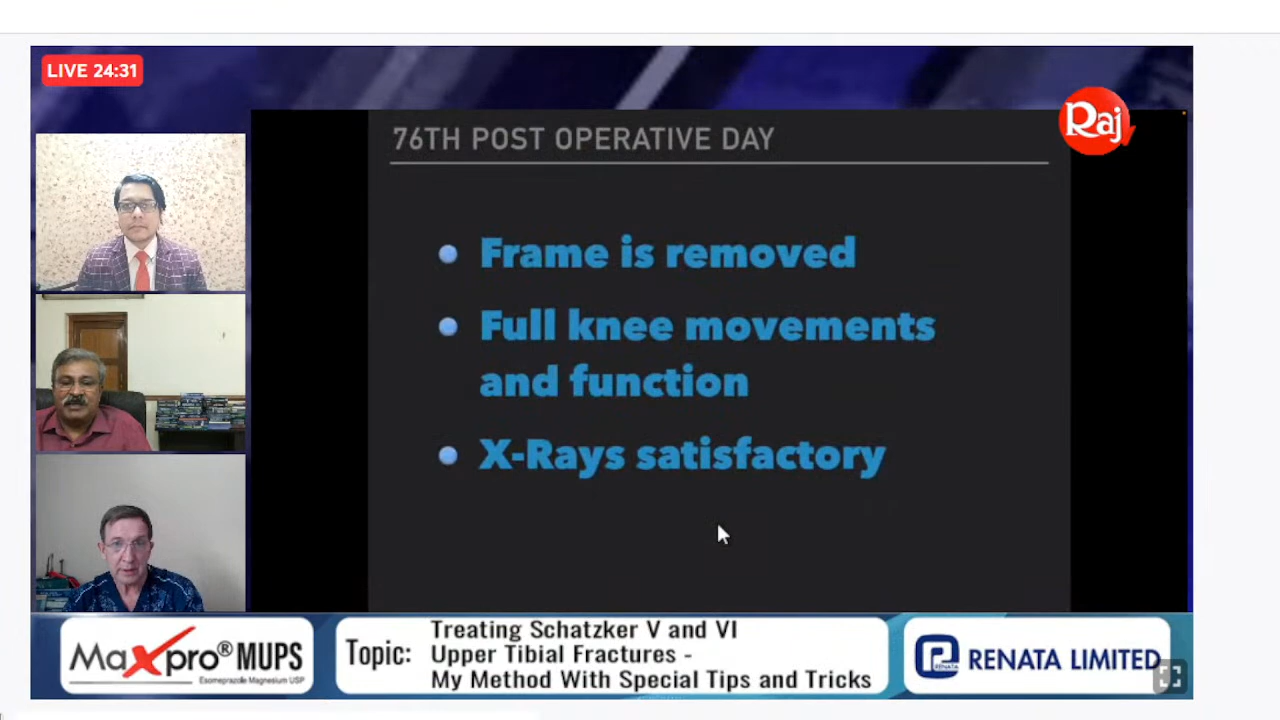 LIVE 24:31
Raj
76TH POST OPERATIVE DAY
Frame is removed
Full knee movements
and function
X-Rays satisfactory
Maxpro® MUPS
Esomeprazole Magnesium USP
Topic:
Treating Schatzker V and VI
Upper Tibial Fractures -
My Method With Special Tips and Tricks
RENATA
RENATA LIMITED